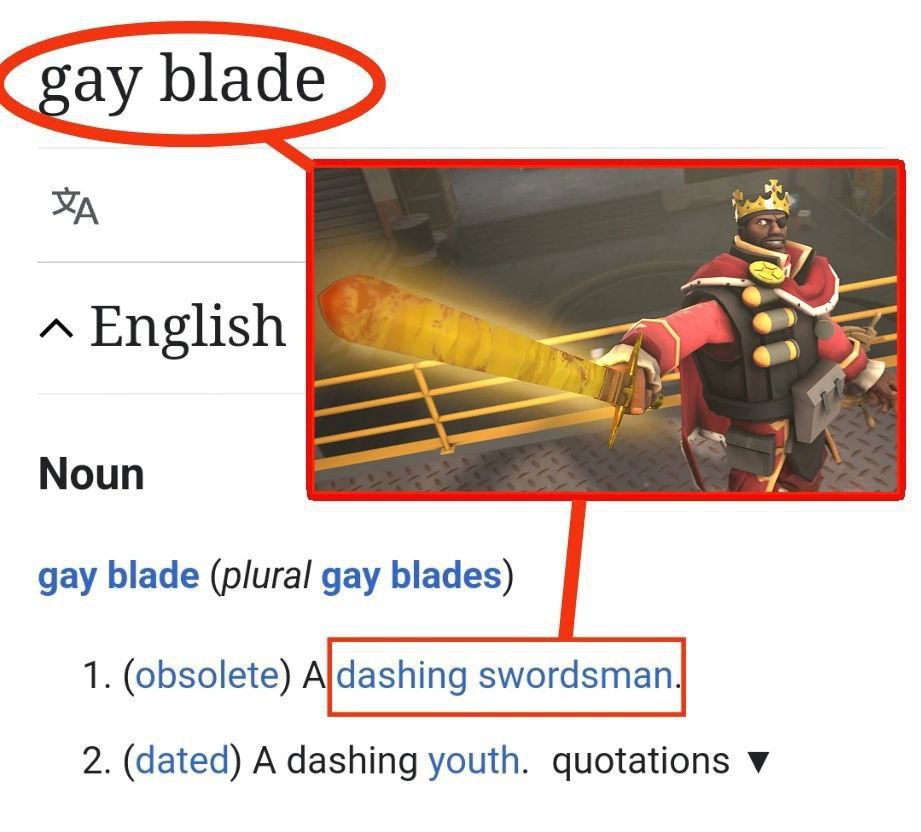 gay blade
文A
English
Noun
gay blade (plural gay blades)
1. (obsolete) A dashing swordsman.
2. (dated) A dashing youth. quotations ▼